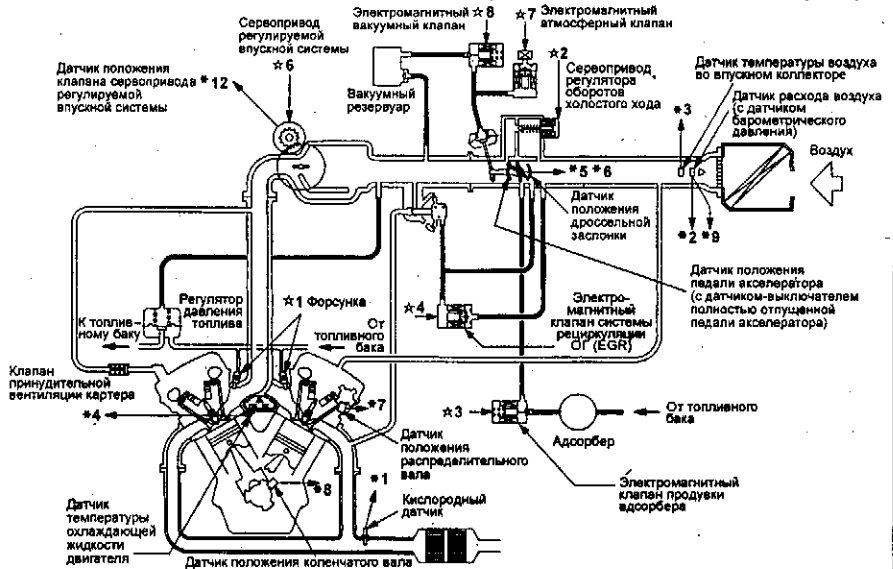 Электромагнитный ☆8
вакуумный клапан
☆7 Электромагнитный
атмосферный клапан
Сервопривод
регулируемой
впускной системы
☆6
☆2
Сервопривод
регулятора
оборотов
холостого хода
Датчик температуры воздуха
во впускном коллекторе
Датчик положения
клапана сервопривода *12
регулируемой
впускной системы
Вакуумный
резервуар
*3
Датчик расхода воздуха
(с датчиком
барометрического
давления)
Воздух
*5 *6
Датчик
положения
дроссельной
заслонки
*2 *9
Датчик положения
педали акселератора
(с датчиком-выключателем
полностью отпущенной
педали акселератора)
Регулятор
давления
топлива
☆1 Форсунка
☆4
Электро-
магнитный
клапан системы
рециркуляции
ОГ (EGR)
К топлив-
ному баку
От
топливного
бака
Клапан
принудительной
вентиляции картера
*4
*7
☆3
От топливного
бака
Адсорбер
Датчик
положения
распределительного
вала
*8
*1
Кислородный
датчик
Электромагнитный
клапан продувки
адсорбера
Датчик
температуры
охлаждающей
жидкости
двигателя
Датчик положения коленчатого вала